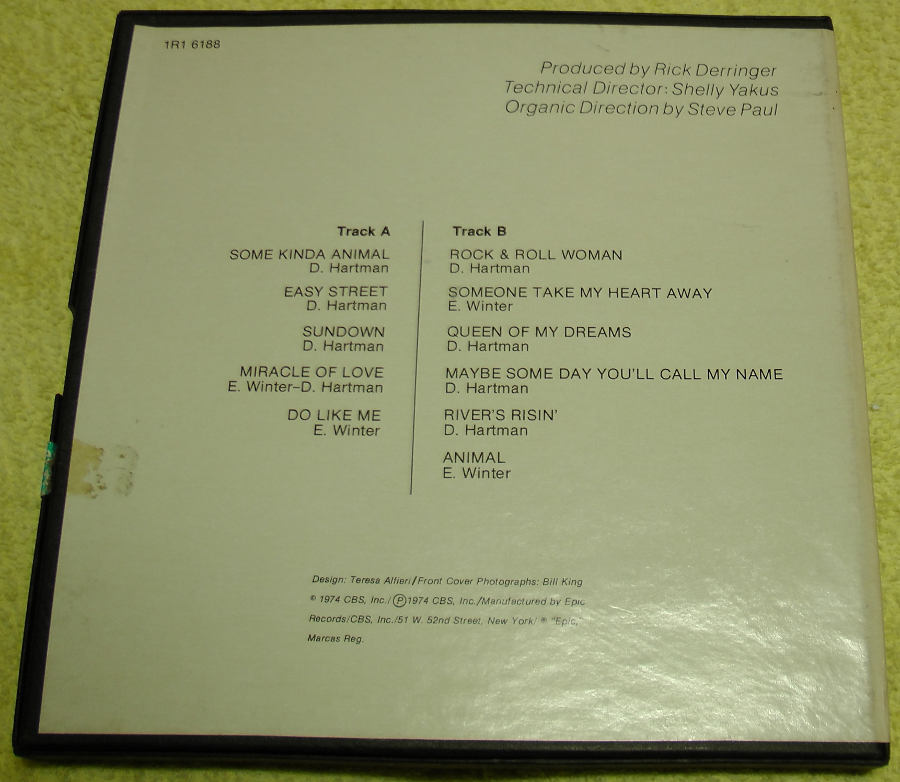 1R1 6188
Produced by Rick Derringer
Technical Director: Shelly Yakus
Organic Direction by Steve Paul
Track A
SOME KINDA ANIMAL
D. Hartman
EASY STREET
D. Hartman
SUNDOWN
D. Hartman
MIRACLE OF LOVE
E. Winter–D. Hartman
DO LIKE ME
E. Winter
Track B
ROCK & ROLL WOMAN
D. Hartman
SOMEONE TAKE MY HEART AWAY
E. Winter
QUEEN OF MY DREAMS
D. Hartman
MAYBE SOME DAY YOU'LL CALL MY NAME
D. Hartman
RIVER'S RISIN'
D. Hartman
ANIMAL
E. Winter
Design: Teresa Alfieri/Front Cover Photographs: Bill King
© 1974 CBS, Inc./Ⓟ1974 CBS, Inc./Manufactured by Epic
Records/CBS, Inc./51 W. 52nd Street, New York/ ® "Epic,"
Marcas Reg.